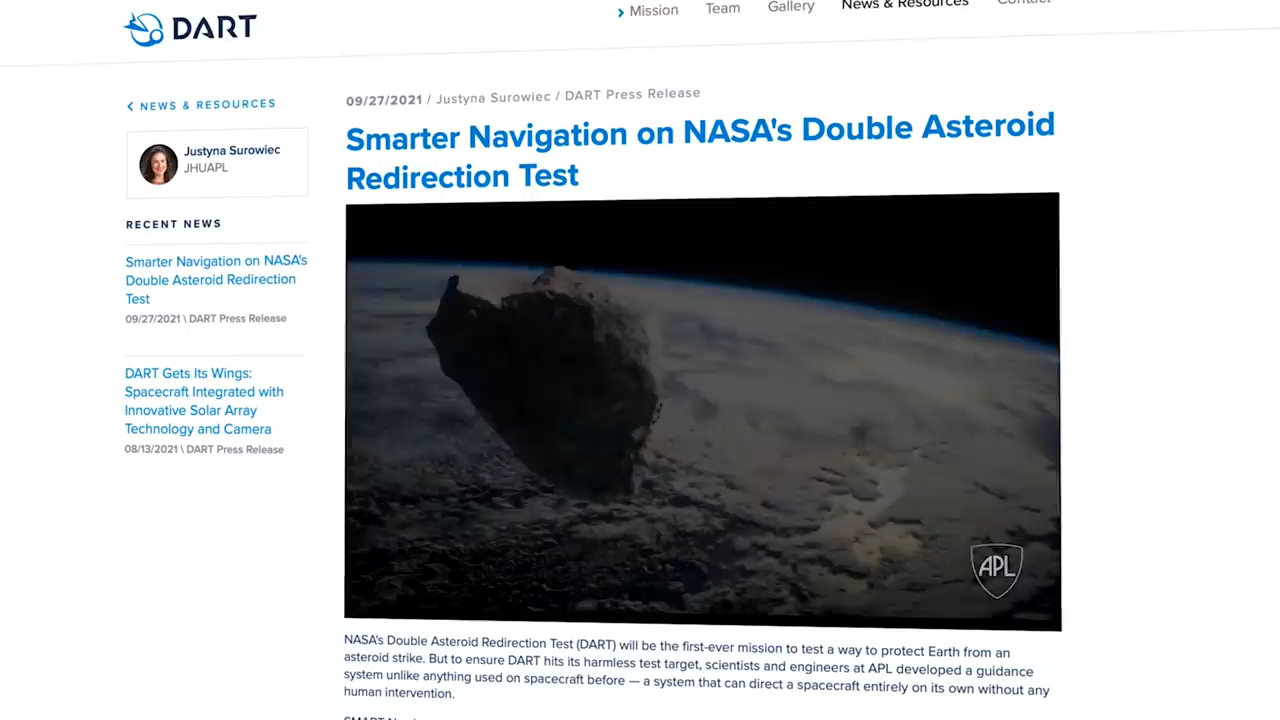 DART
Mission
Team
Gallery
News & Resources
Contact
NEWS & RESOURCES
Justyna Surowiec
JHUAPL
RECENT NEWS
Smarter Navigation on NASA's
Double Asteroid Redirection
Test
09/27/2021 \ DART Press Release
DART Gets Its Wings:
Spacecraft Integrated with
Innovative Solar Array
Technology and Camera
08/13/2021 \ DART Press Release
09/27/2021 / Justyna Surowiec / DART Press Release
Smarter Navigation on NASA's Double Asteroid
Redirection Test
APL
NASA's Double Asteroid Redirection Test (DART) will be the first-ever mission to test a way to protect Earth from an
asteroid strike. But to ensure DART hits its harmless test target, scientists and engineers at APL developed a guidance
system unlike anything used on spacecraft before — a system that can direct a spacecraft entirely on its own without any
human intervention.